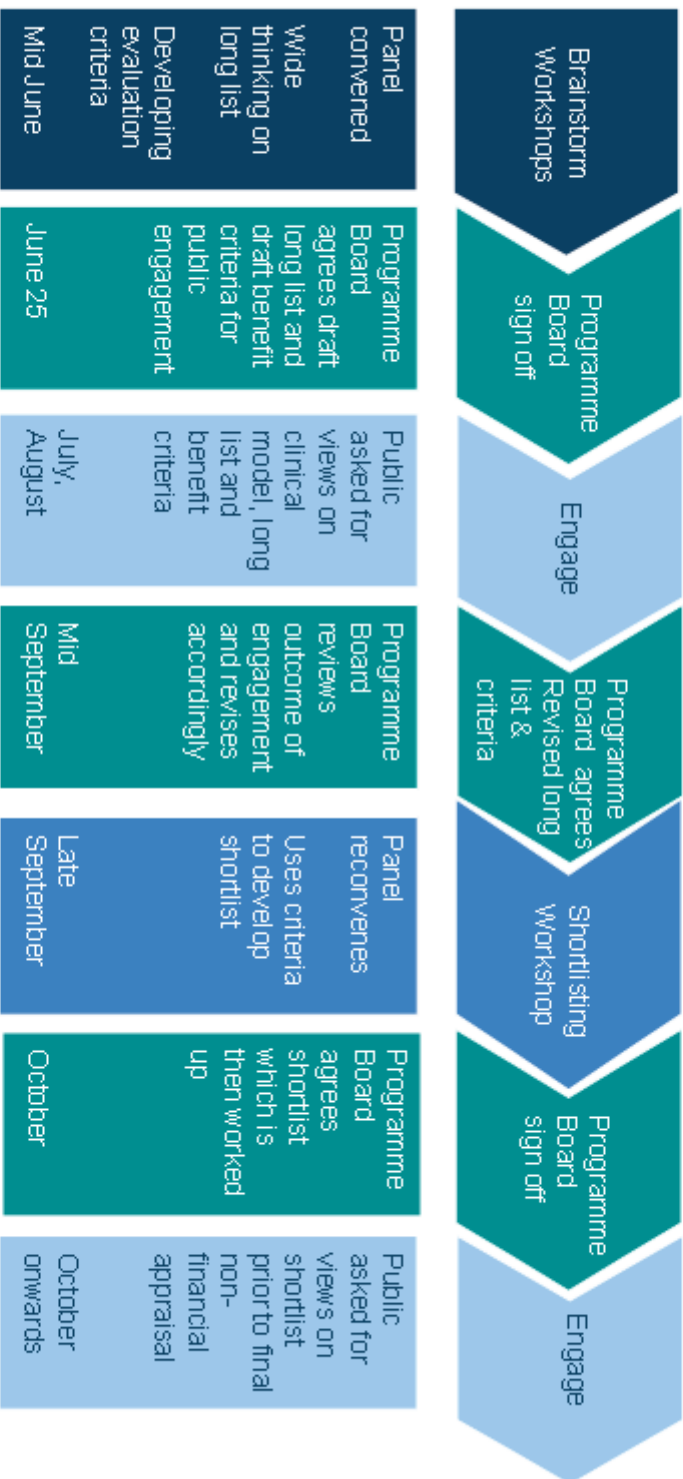 Brainstorm
Workshops
Programme
Board
sign off
Engage
Programme
Board agrees
Revised long
list &
criteria
Shortlisting
Workshop
Programme
Board
sign off
Engage
Panel
convened
Wide
thinking on
long list
Developing
evaluation
criteria
Mid June
Programme
Board
agrees draft
long list and
draft benefit
criteria for
public
engagement
June 25
Public
asked for
views on
clinical
model, long
list and
benefit
criteria
July,
August
Programme
Board
reviews
outcome of
engagement
and revises
accordingly
Mid
September
Panel
reconvenes
Uses criteria
to develop
shortlist
Late
September
Programme
Board
agrees
shortlist
which is
then worked
up
October
Public
asked for
views on
shortlist
prior to final
non-
financial
appraisal
October
onwards